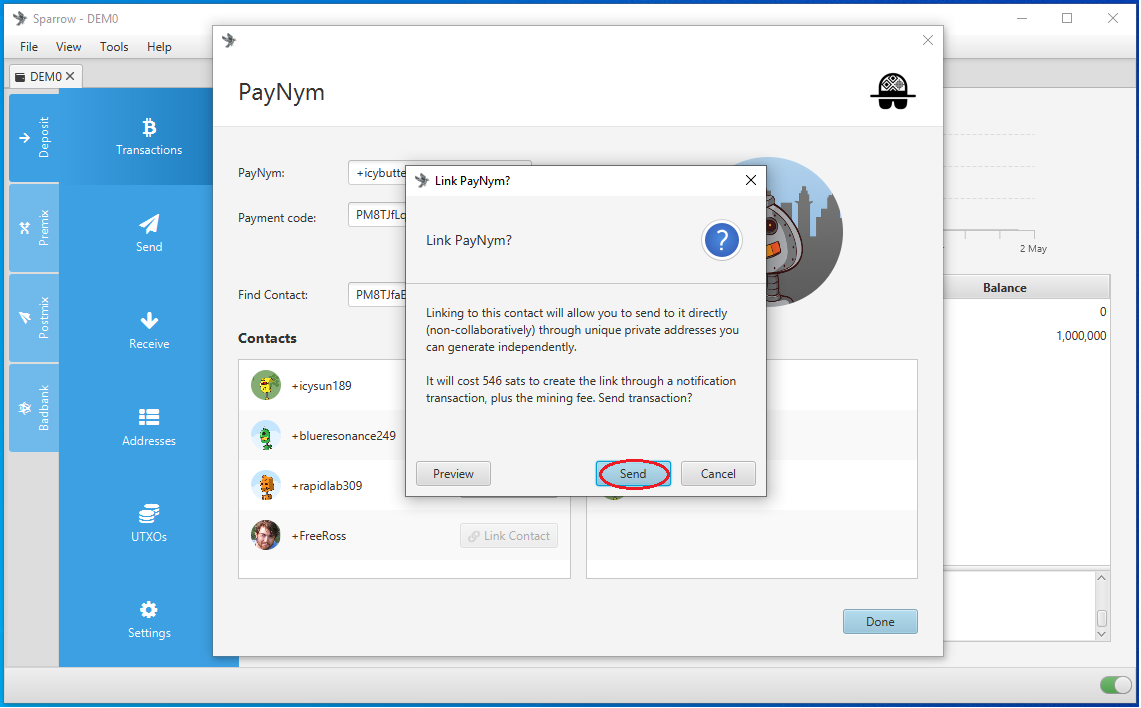 Sparrow - DEM0
File View Tools Help
DEM0
Deposit
Premix
Postmix
Badbank
Transactions
Send
Receive
Addresses
UTXOs
Settings
PayNym
PayNym:
+icybutte
Payment code:
PM8TJfLo
Find Contact:
PM8TJfaE
Contacts
+icysun189
+blueresonance249
+rapidlab309
+FreeRoss
Link Contact
Link PayNym?
Link PayNym?
?
Linking to this contact will allow you to send to it directly
(non-collaboratively) through unique private addresses you
can generate independently.
It will cost 546 sats to create the link through a notification
transaction, plus the mining fee. Send transaction?
Preview
Send
Cancel
Done
2 May
Balance
0
1,000,000